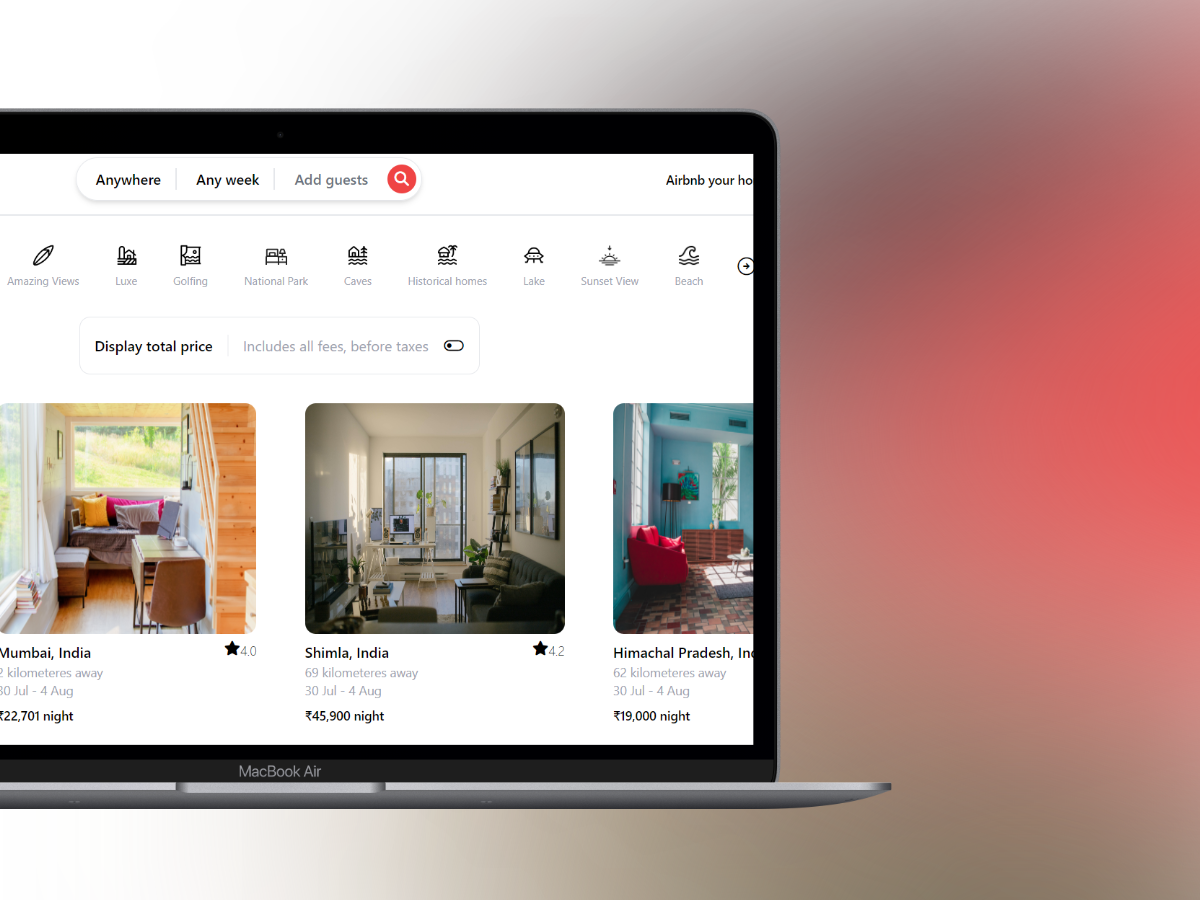 Anywhere Any week Add guests Airbnb your ho
Amazing Views Luxe Golfing National Park Caves Historical homes Lake Sunset View Beach
Display total price Includes all fees, before taxes
Mumbai, India 4.0
2 kilometeres away
30 Jul - 4 Aug
₹22,701 night
Shimla, India 4.2
69 kilometeres away
30 Jul - 4 Aug
₹45,900 night
Himachal Pradesh, Ind
62 kilometeres away
30 Jul - 4 Aug
₹19,000 night
MacBook Air